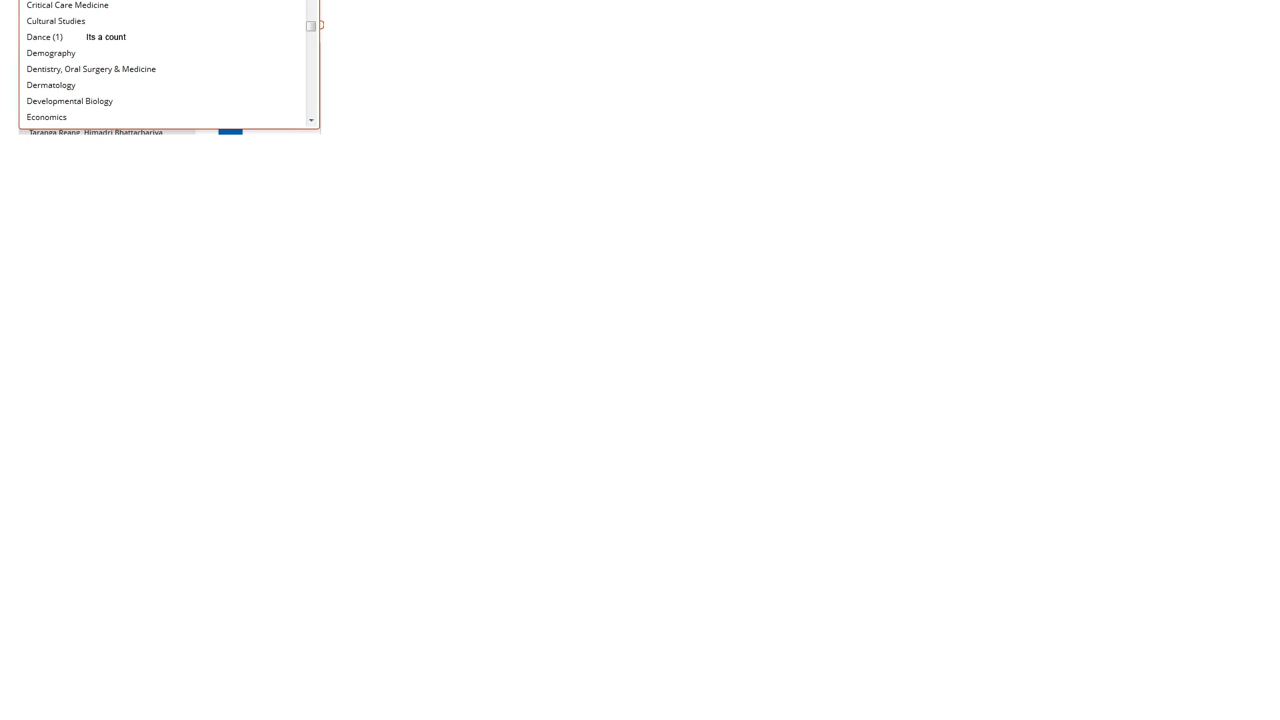 Critical Care Medicine
Cultural Studies
Dance (1) Its a count
Demography
Dentistry, Oral Surgery & Medicine
Dermatology
Developmental Biology
Economics
Taranga Reang, Himadri Bhattachariya